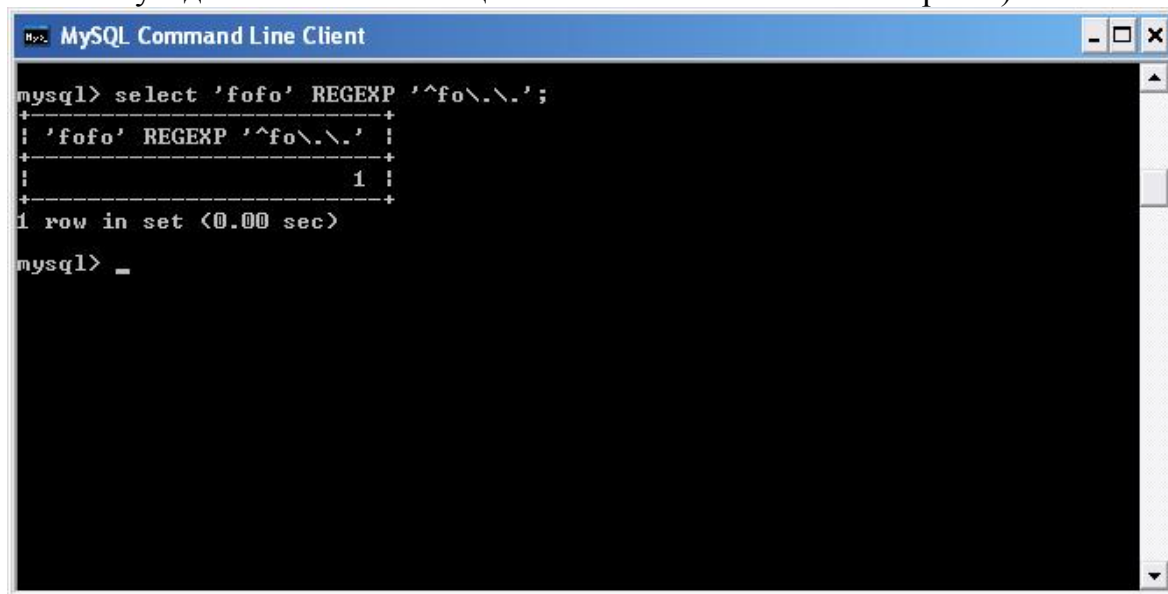 MySQL Command Line Client
mysql> select 'fofo' REGEXP '^fo\.\.';
+--------------------------+
| 'fofo' REGEXP '^fo\.\.' |
+--------------------------+
| 1 |
+--------------------------+
1 row in set (0.00 sec)
mysql> _